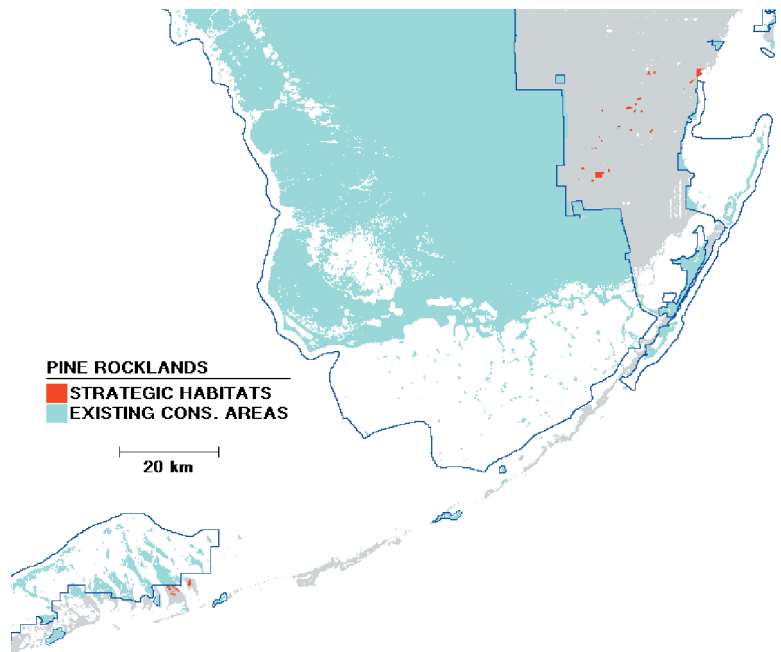 PINE ROCKLANDS
STRATEGIC HABITATS
EXISTING CONS. AREAS
20 km